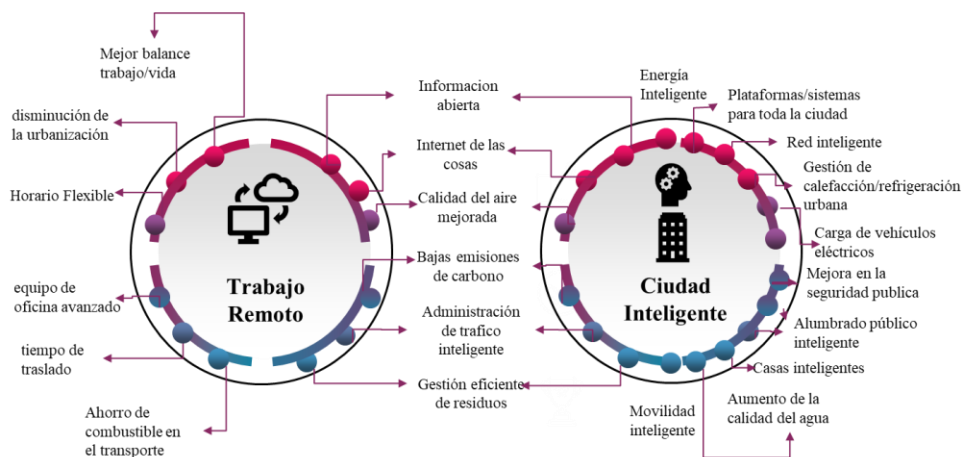 Mejor balance
trabajo/vida
disminución de
la urbanización
Horario Flexible
equipo de
oficina avanzado
tiempo de
traslado
Ahorro de
combustible en
el transporte
Trabajo
Remoto
Informacion
abierta
Internet de las
cosas
Calidad del aire
mejorada
Bajas emisiones
de carbono
Administración
de trafico
inteligente
Gestión eficiente
de residuos
Ciudad
Inteligente
Energía
Inteligente
Plataformas/sistemas
para toda la ciudad
Red inteligente
Gestión de
calefacción/refrigeración
urbana
Carga de vehículos
eléctricos
Mejora en la
seguridad publica
Alumbrado público
inteligente
Casas inteligentes
Aumento de la
calidad del agua
Movilidad
inteligente